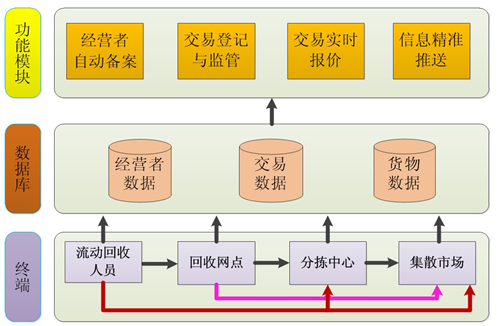 功能模块
经营者
自动备案
交易登记
与监管
交易实时
报价
信息精准
推送
数据库
经营者
数据
交易
数据
货物
数据
终端
流动回收
人员
回收网点
分拣中心
集散市场